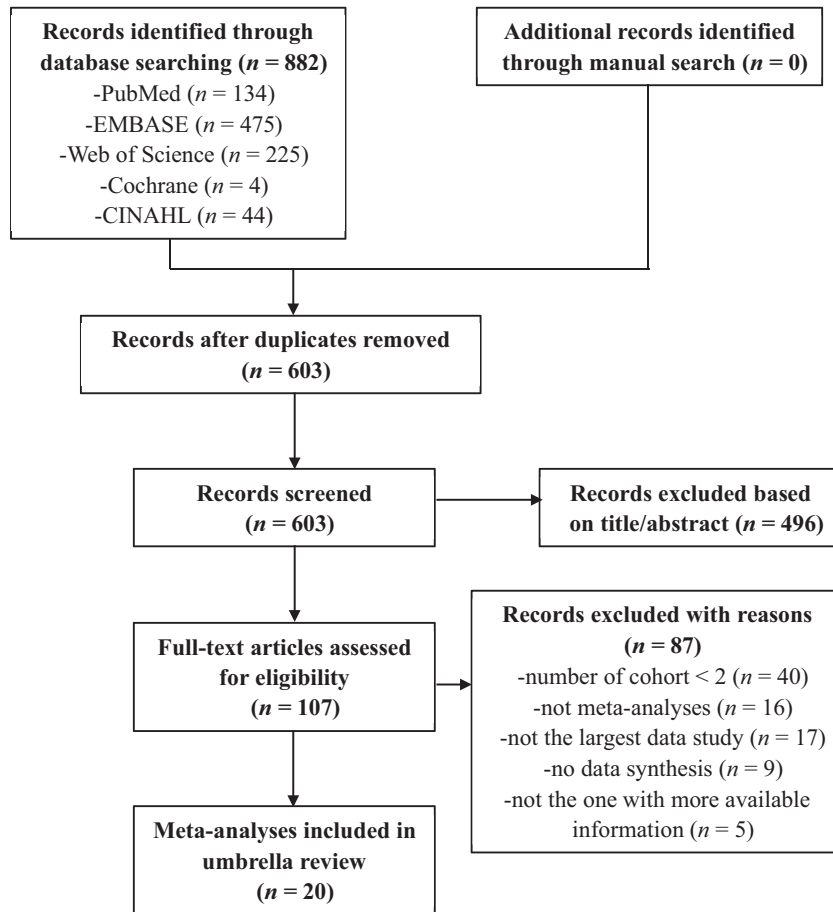 Records identified through
database searching (n = 882)
-PubMed (n = 134)
-EMBASE (n = 475)
-Web of Science (n = 225)
-Cochrane (n = 4)
-CINAHL (n = 44)
Additional records identified
through manual search (n = 0)
Records after duplicates removed
(n = 603)
Records screened
(n = 603)
Records excluded based
on title/abstract (n = 496)
Full-text articles assessed
for eligibility
(n = 107)
Records excluded with reasons
(n = 87)
-number of cohort < 2 (n = 40)
-not meta-analyses (n = 16)
-not the largest data study (n = 17)
-no data synthesis (n = 9)
-not the one with more available
information (n = 5)
Meta-analyses included in
umbrella review
(n = 20)